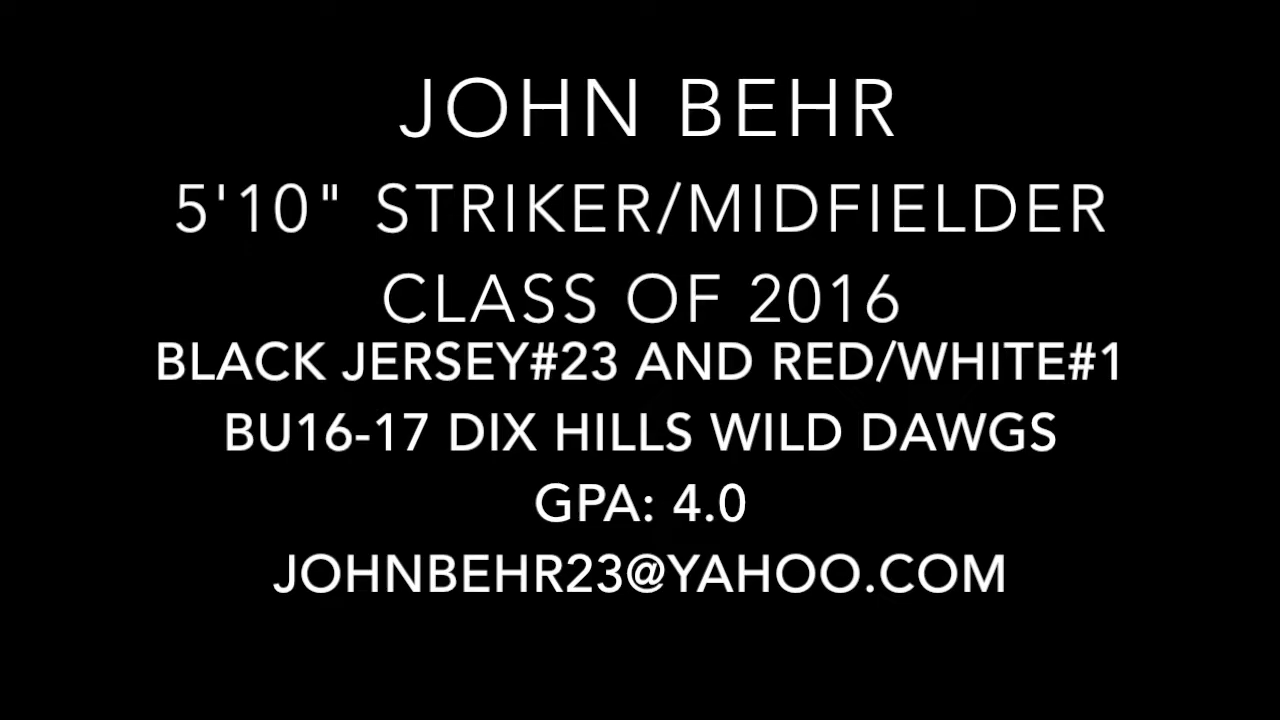 JOHN BEHR
5'10" STRIKER/MIDFIELDER
CLASS OF 2016
BLACK JERSEY#23 AND RED/WHITE#1
BU16-17 DIX HILLS WILD DAWGS
GPA: 4.0
JOHNBEHR23@YAHOO.COM